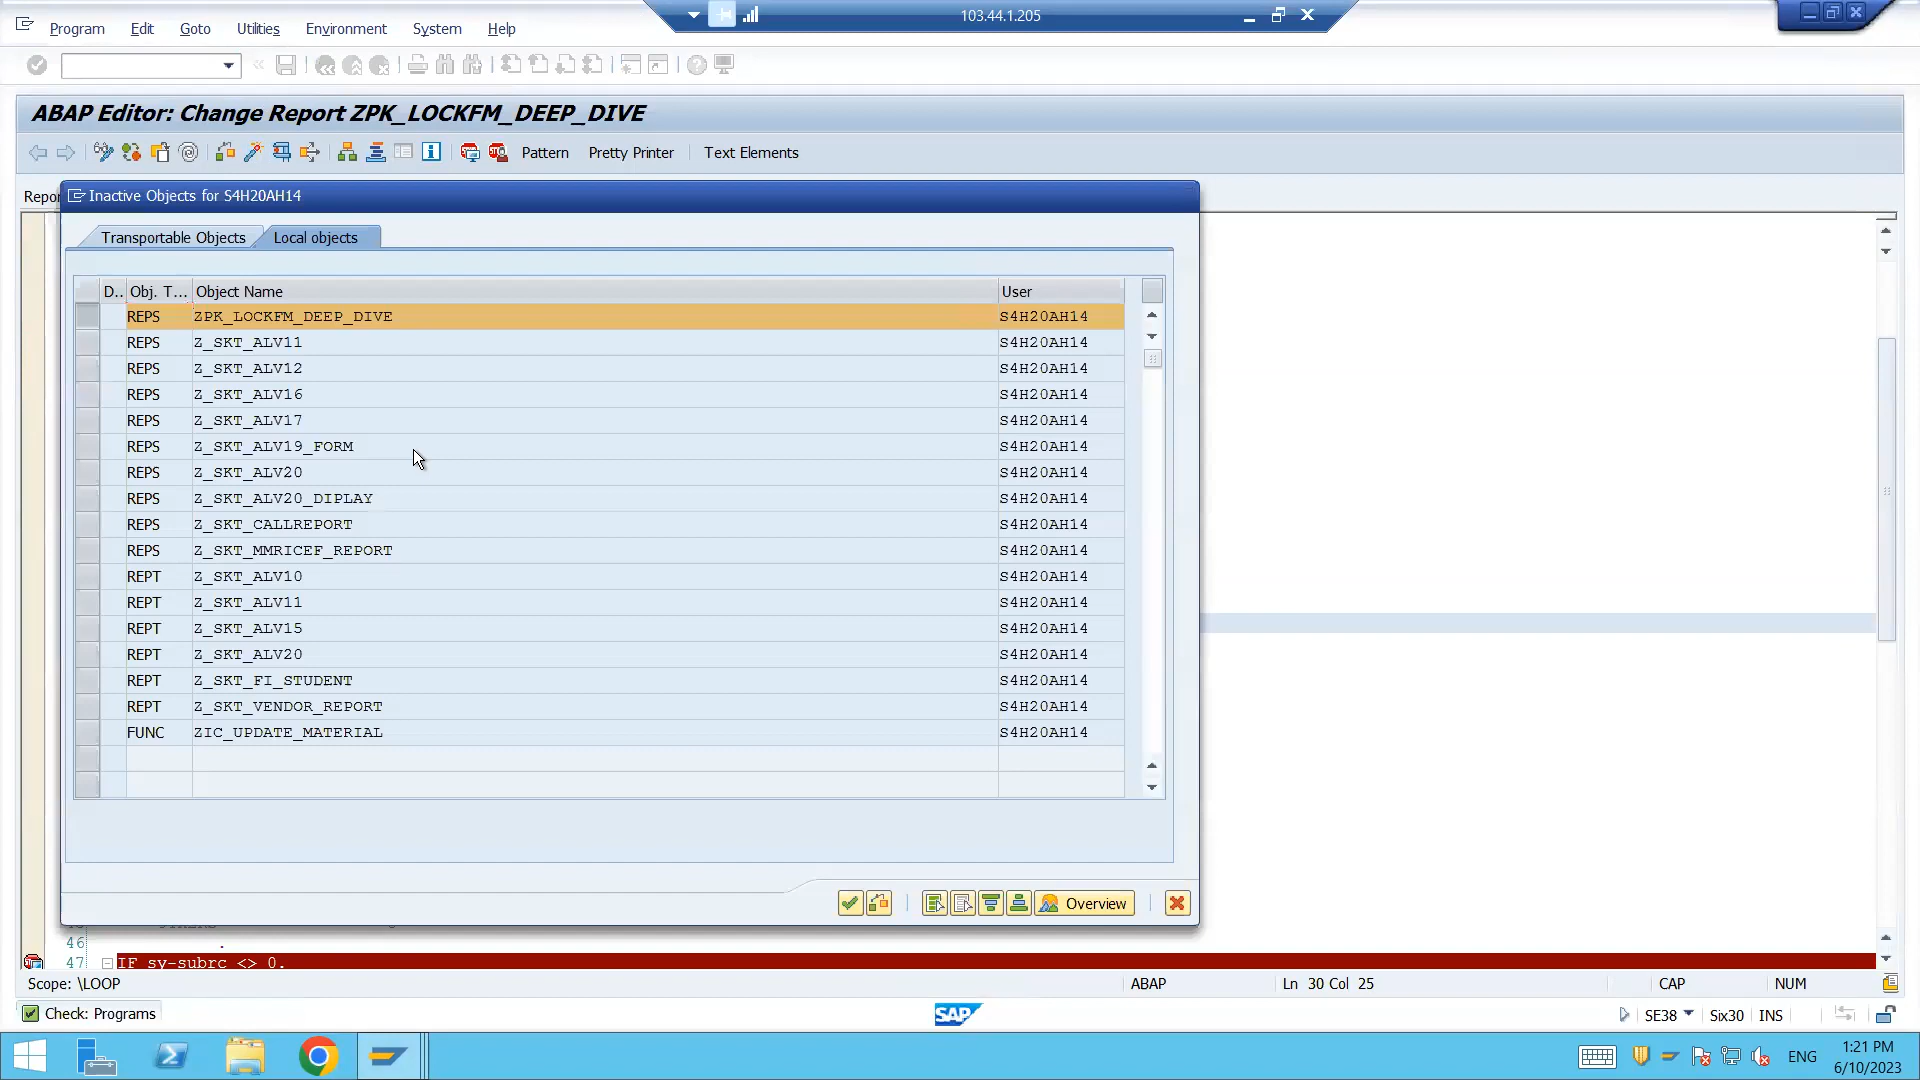 Program Edit Goto Utilities Environment System Help
103.44.1.205
ABAP Editor: Change Report ZPK_LOCKFM_DEEP_DIVE
Pattern Pretty Printer Text Elements
Repor
Inactive Objects for S4H20AH14
Transportable Objects Local objects
D.. Obj. T... Object Name User
REPS ZPK_LOCKFM_DEEP_DIVE S4H20AH14
REPS Z_SKT_ALV11 S4H20AH14
REPS Z_SKT_ALV12 S4H20AH14
REPS Z_SKT_ALV16 S4H20AH14
REPS Z_SKT_ALV17 S4H20AH14
REPS Z_SKT_ALV19_FORM S4H20AH14
REPS Z_SKT_ALV20 S4H20AH14
REPS Z_SKT_ALV20_DIPLAY S4H20AH14
REPS Z_SKT_CALLREPORT S4H20AH14
REPS Z_SKT_MMRICEF_REPORT S4H20AH14
REPT Z_SKT_ALV10 S4H20AH14
REPT Z_SKT_ALV11 S4H20AH14
REPT Z_SKT_ALV15 S4H20AH14
REPT Z_SKT_ALV20 S4H20AH14
REPT Z_SKT_FI_STUDENT S4H20AH14
REPT Z_SKT_VENDOR_REPORT S4H20AH14
FUNC ZIC_UPDATE_MATERIAL S4H20AH14
Overview
46 .
47 IF sy-subrc <> 0.
Scope: \LOOP ABAP Ln 30 Col 25 CAP NUM
Check: Programs SAP SE38 Six30 INS
ENG 1:21 PM
6/10/2023